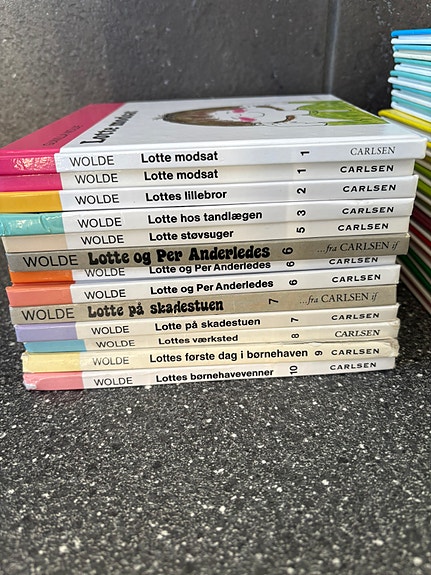 Lotte modsat
WOLDE Lotte modsat 1 CARLSEN
WOLDE Lotte modsat 1 CARLSEN
WOLDE Lottes lillebror 2 CARLSEN
WOLDE Lotte hos tandlægen 3 CARLSEN
WOLDE Lotte støvsuger 5 CARLSEN
WOLDE Lotte og Per Anderledes 6 ...fra CARLSEN if
WOLDE Lotte og Per Anderledes 6 CARLSEN
WOLDE Lotte og Per Anderledes 6 CARLSEN
WOLDE Lotte på skadestuen 7 ...fra CARLSEN if
WOLDE Lotte på skadestuen 7 CARLSEN
WOLDE Lottes værksted 8 CARLSEN
WOLDE Lottes første dag i børnehaven 9 CARLSEN
WOLDE Lottes børnehavevenner 10 CARLSEN